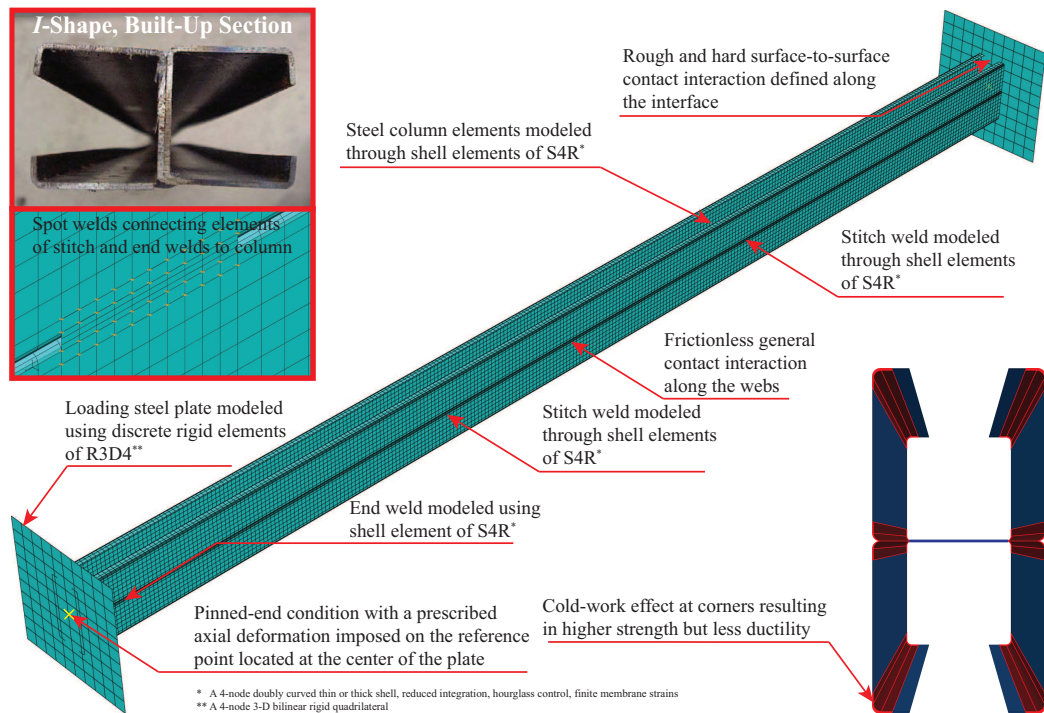 I-Shape, Built-Up Section
Spot welds connecting elements
of stitch and end welds to column
Rough and hard surface-to-surface
contact interaction defined along
the interface
Steel column elements modeled
through shell elements of S4R*
Stitch weld modeled
through shell elements
of S4R*
Frictionless general
contact interaction
along the webs
Stitch weld modeled
through shell elements
of S4R*
Loading steel plate modeled
using discrete rigid elements
of R3D4**
End weld modeled using
shell element of S4R*
Pinned-end condition with a prescribed
axial deformation imposed on the reference
point located at the center of the plate
Cold-work effect at corners resulting
in higher strength but less ductility
* A 4-node doubly curved thin or thick shell, reduced integration, hourglass control, finite membrane strains
** A 4-node 3-D bilinear rigid quadrilateral